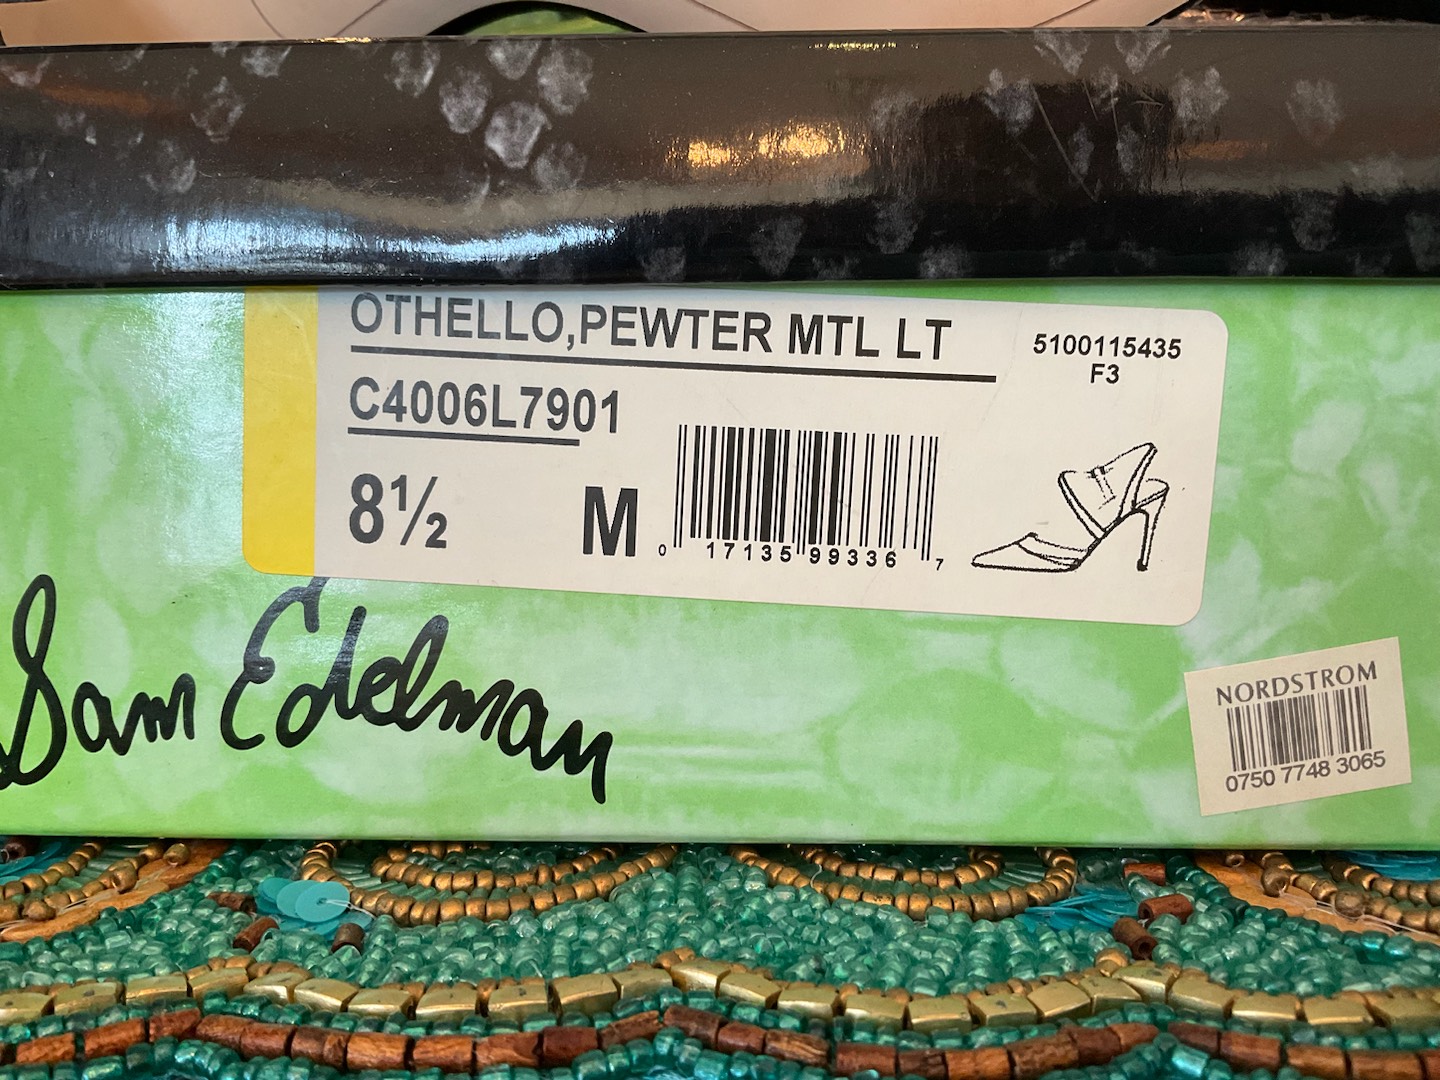 OTHELLO,PEWTER MTL LT
5100115435
F3
C4006L7901
8½ M
0 17135 99336 7
Sam Edelman
NORDSTROM
0750 7748 3065